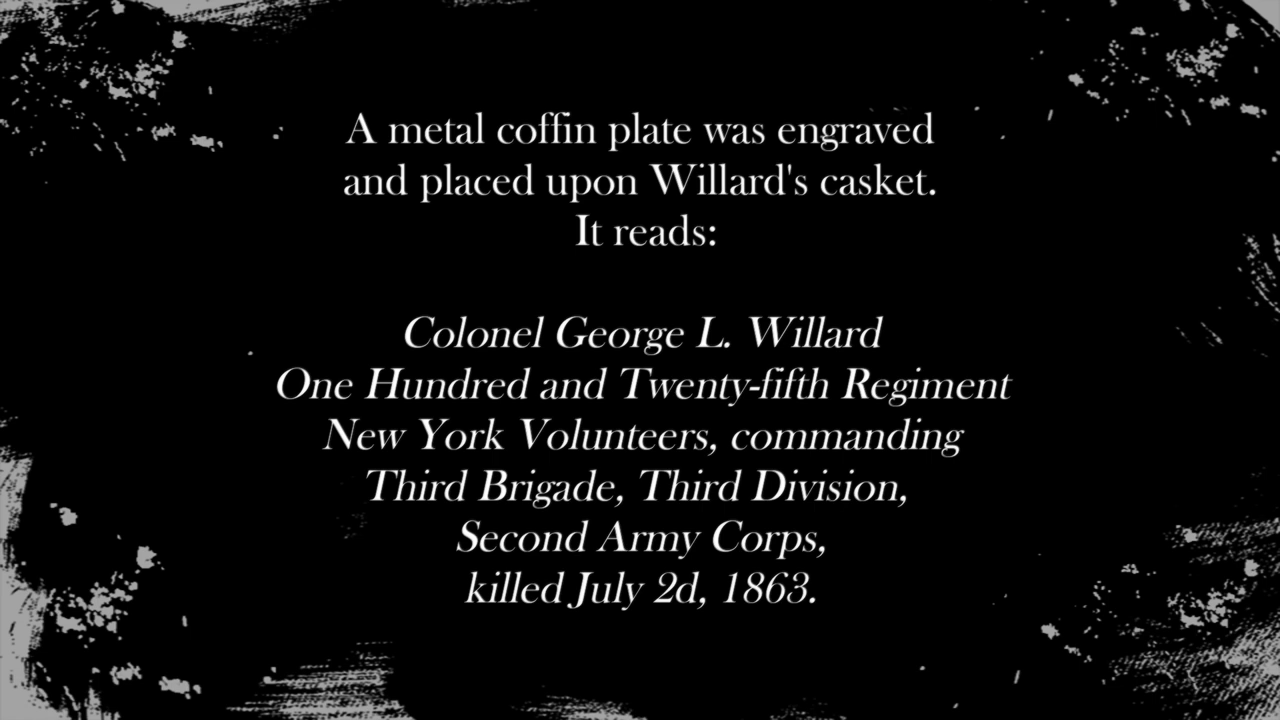 A metal coffin plate was engraved
and placed upon Willard's casket.
It reads:
Colonel George L. Willard
One Hundred and Twenty-fifth Regiment
New York Volunteers, commanding
Third Brigade, Third Division,
Second Army Corps,
killed July 2d, 1863.